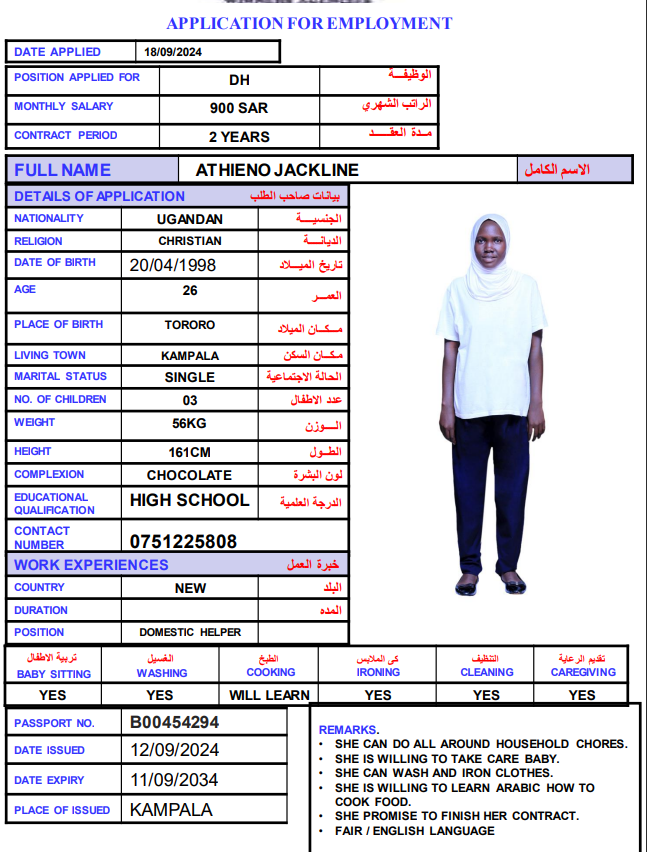 APPLICATION FOR EMPLOYMENT
DATE APPLIED 18/09/2024
POSITION APPLIED FOR DH الوظيفـــة
MONTHLY SALARY 900 SAR الراتب الشهري
CONTRACT PERIOD 2 YEARS مـدة العقـــد
FULL NAME ATHIENO JACKLINE الاسم الكامل
DETAILS OF APPLICATION بيانات صاحب الطلب
NATIONALITY UGANDAN الجنسيـــة
RELIGION CHRISTIAN الديانـــة
DATE OF BIRTH 20/04/1998 تاريخ الميـــلاد
AGE 26 العمــر
PLACE OF BIRTH TORORO مـــكان الميلاد
LIVING TOWN KAMPALA مكـان السكن
MARITAL STATUS SINGLE الحالة الاجتماعية
NO. OF CHILDREN 03 عدد الاطفال
WEIGHT 56KG الـــوزن
HEIGHT 161CM الطـول
COMPLEXION CHOCOLATE لون البشرة
EDUCATIONAL QUALIFICATION HIGH SCHOOL الدرجة العلمية
CONTACT NUMBER 0751225808
WORK EXPERIENCES خبرة العمل
COUNTRY NEW البلد
DURATION المده
POSITION DOMESTIC HELPER
تربية الاطفال الغسيل الطبخ كى الملابس التنظيف تقديم الرعاية
BABY SITTING WASHING COOKING IRONING CLEANING CAREGIVING
YES YES WILL LEARN YES YES YES
PASSPORT NO. B00454294
DATE ISSUED 12/09/2024
DATE EXPIRY 11/09/2034
PLACE OF ISSUED KAMPALA
REMARKS.
• SHE CAN DO ALL AROUND HOUSEHOLD CHORES.
• SHE IS WILLING TO TAKE CARE BABY.
• SHE CAN WASH AND IRON CLOTHES.
• SHE IS WILLING TO LEARN ARABIC HOW TO
COOK FOOD.
• SHE PROMISE TO FINISH HER CONTRACT.
• FAIR / ENGLISH LANGUAGE